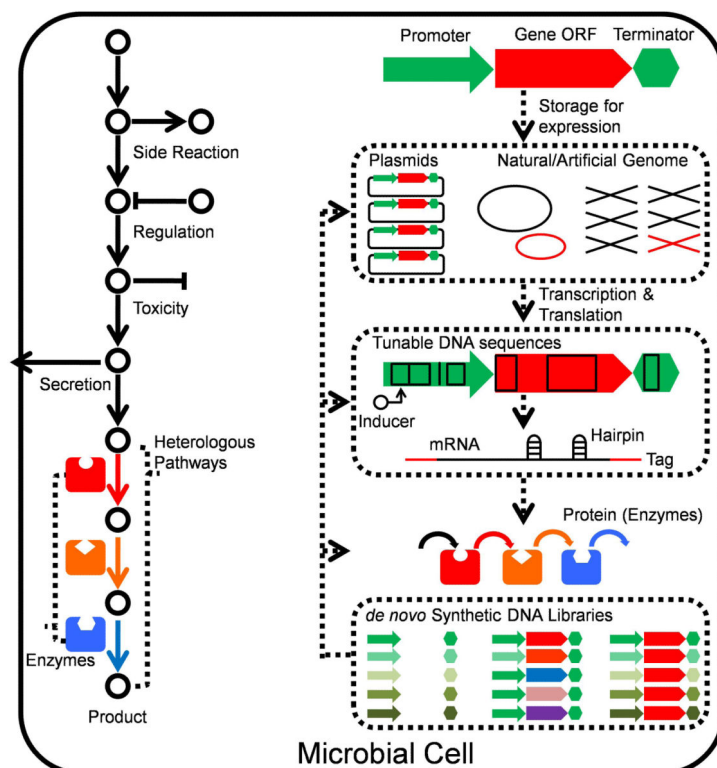 Promoter
Gene ORF
Terminator
Side Reaction
Storage for
expression
Plasmids
Natural/Artificial Genome
Regulation
Transcription &
Translation
Toxicity
Tunable DNA sequences
Secretion
Inducer
Heterologous
Pathways
mRNA
Hairpin
Tag
Protein (Enzymes)
de novo Synthetic DNA Libraries
Enzymes
Product
Microbial Cell